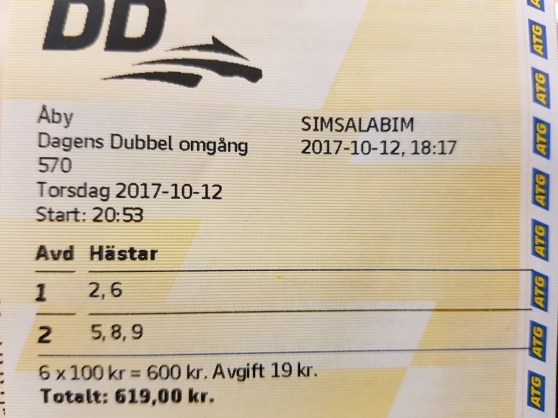 DD
Åby
Dagens Dubbel omgång
570
Torsdag 2017-10-12
Start: 20:53
SIMSALABIM
2017-10-12, 18:17
Avd Hästar
1 2, 6
2 5, 8, 9
6 x 100 kr = 600 kr. Avgift 19 kr.
Totalt: 619,00 kr.
ATG
ATG
ATG
ATG
ATG
ATG
ATG
ATG